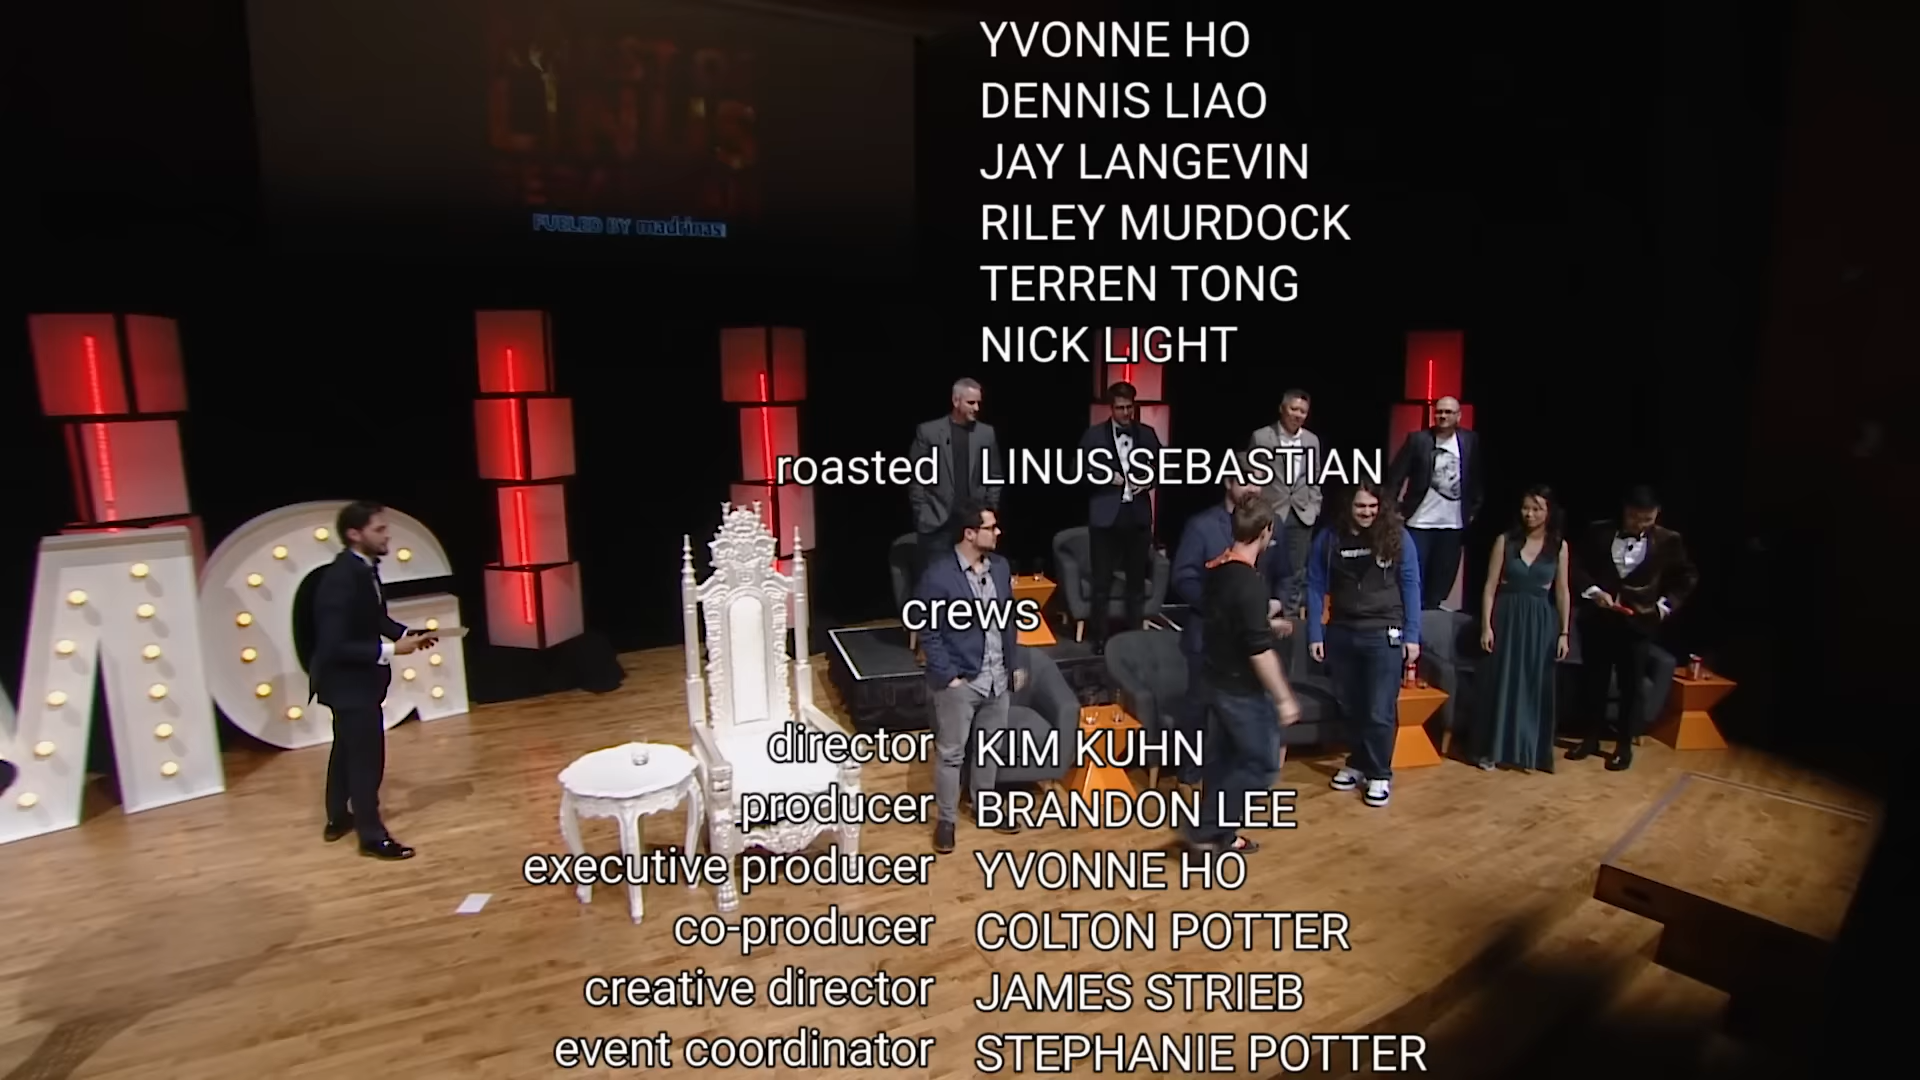 YVONNE HO
DENNIS LIAO
JAY LANGEVIN
RILEY MURDOCK
TERREN TONG
NICK LIGHT
LINUS
FUELED BY madrinas
roasted LINUS SEBASTIAN
MG
crews
director KIM KUHN
producer BRANDON LEE
executive producer YVONNE HO
co-producer COLTON POTTER
creative director JAMES STRIEB
event coordinator STEPHANIE POTTER